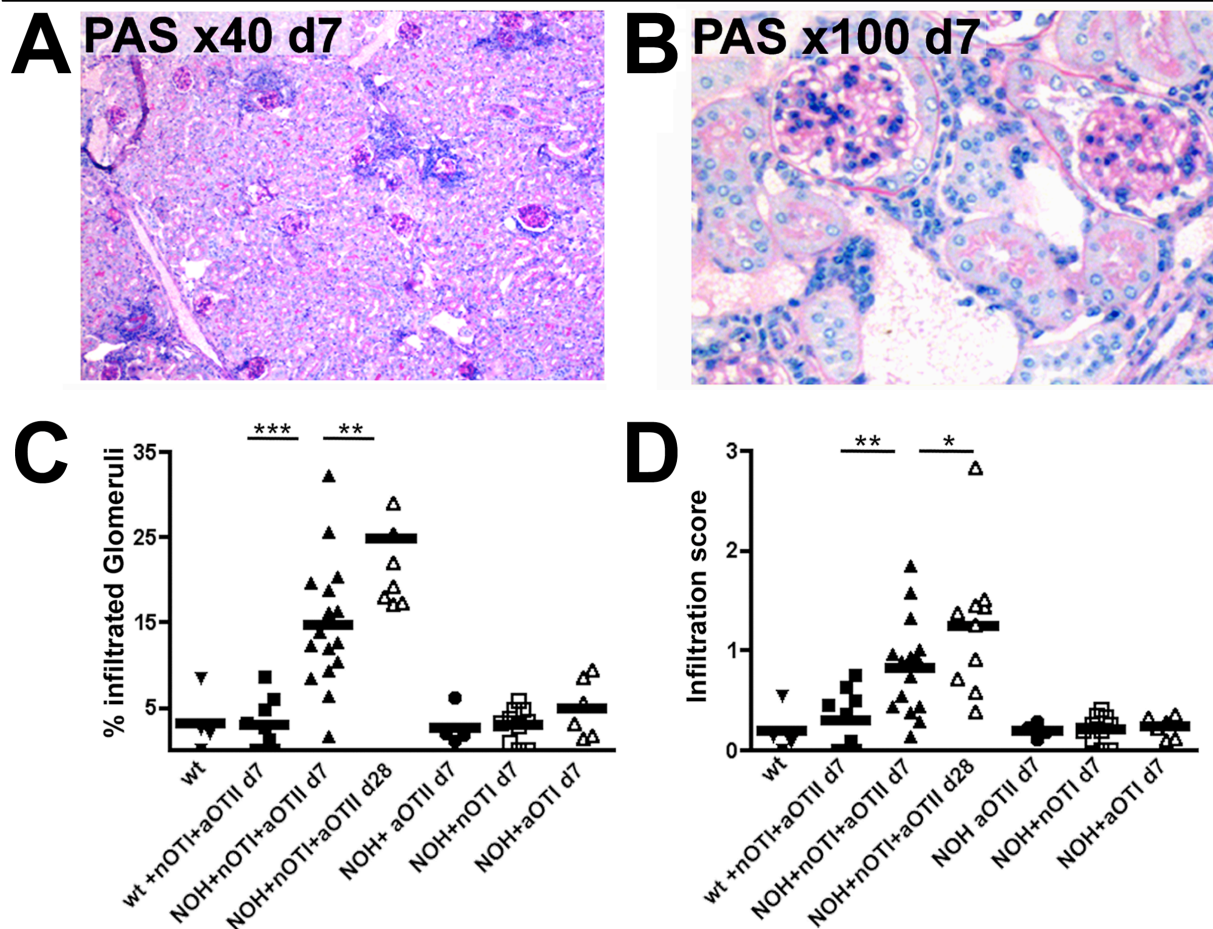 A
PAS x40 d7
B
PAS x100 d7
C
% infiltrated Glomeruli
35
25
15
5
***
**
wt
wt +nOTI+aOTII d7
NOH+nOTI+aOTII d7
NOH+nOTI+aOTII d28
NOH+ aOTII d7
NOH+nOTI d7
NOH+aOTI d7
D
Infiltration score
3
2
1
0
**
*
wt
wt +nOTI+aOTII d7
NOH+nOTI+aOTII d7
NOH+nOTI+aOTII d28
NOH aOTII d7
NOH+nOTI d7
NOH+aOTI d7